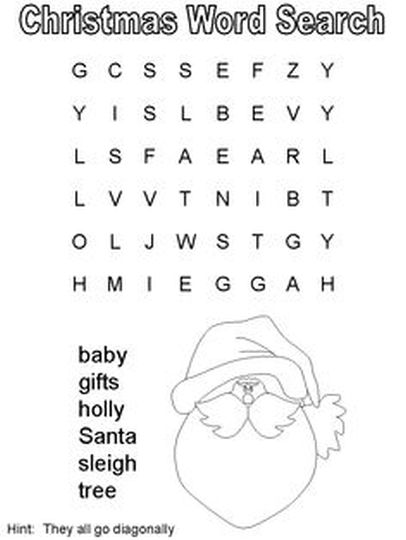 Christmas Word Search
G C S S E F Z Y
Y I S L B E V Y
L S F A E A R L
L V V T N I B T
O L J W S T G Y
H M I E G G A H
baby
gifts
holly
Santa
sleigh
tree
Hint: They all go diagonally